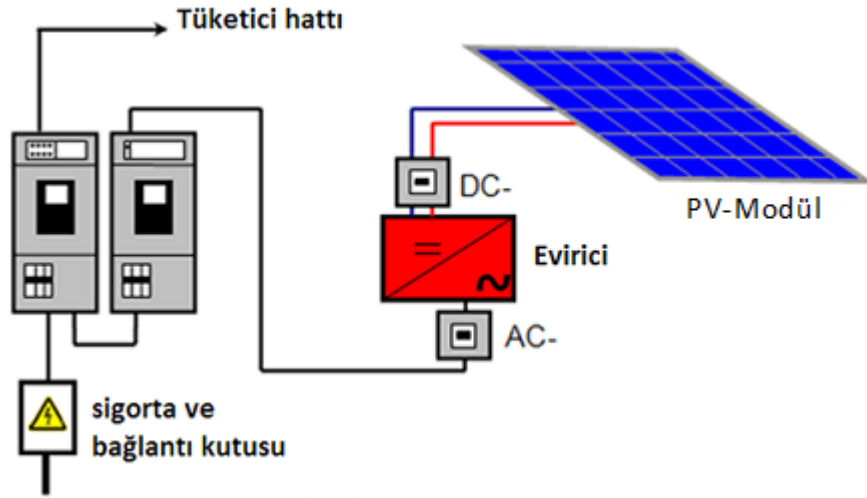 Tüketici hattı
DC-
PV-Modül
Evirici
AC-
sigorta ve
bağlantı kutusu